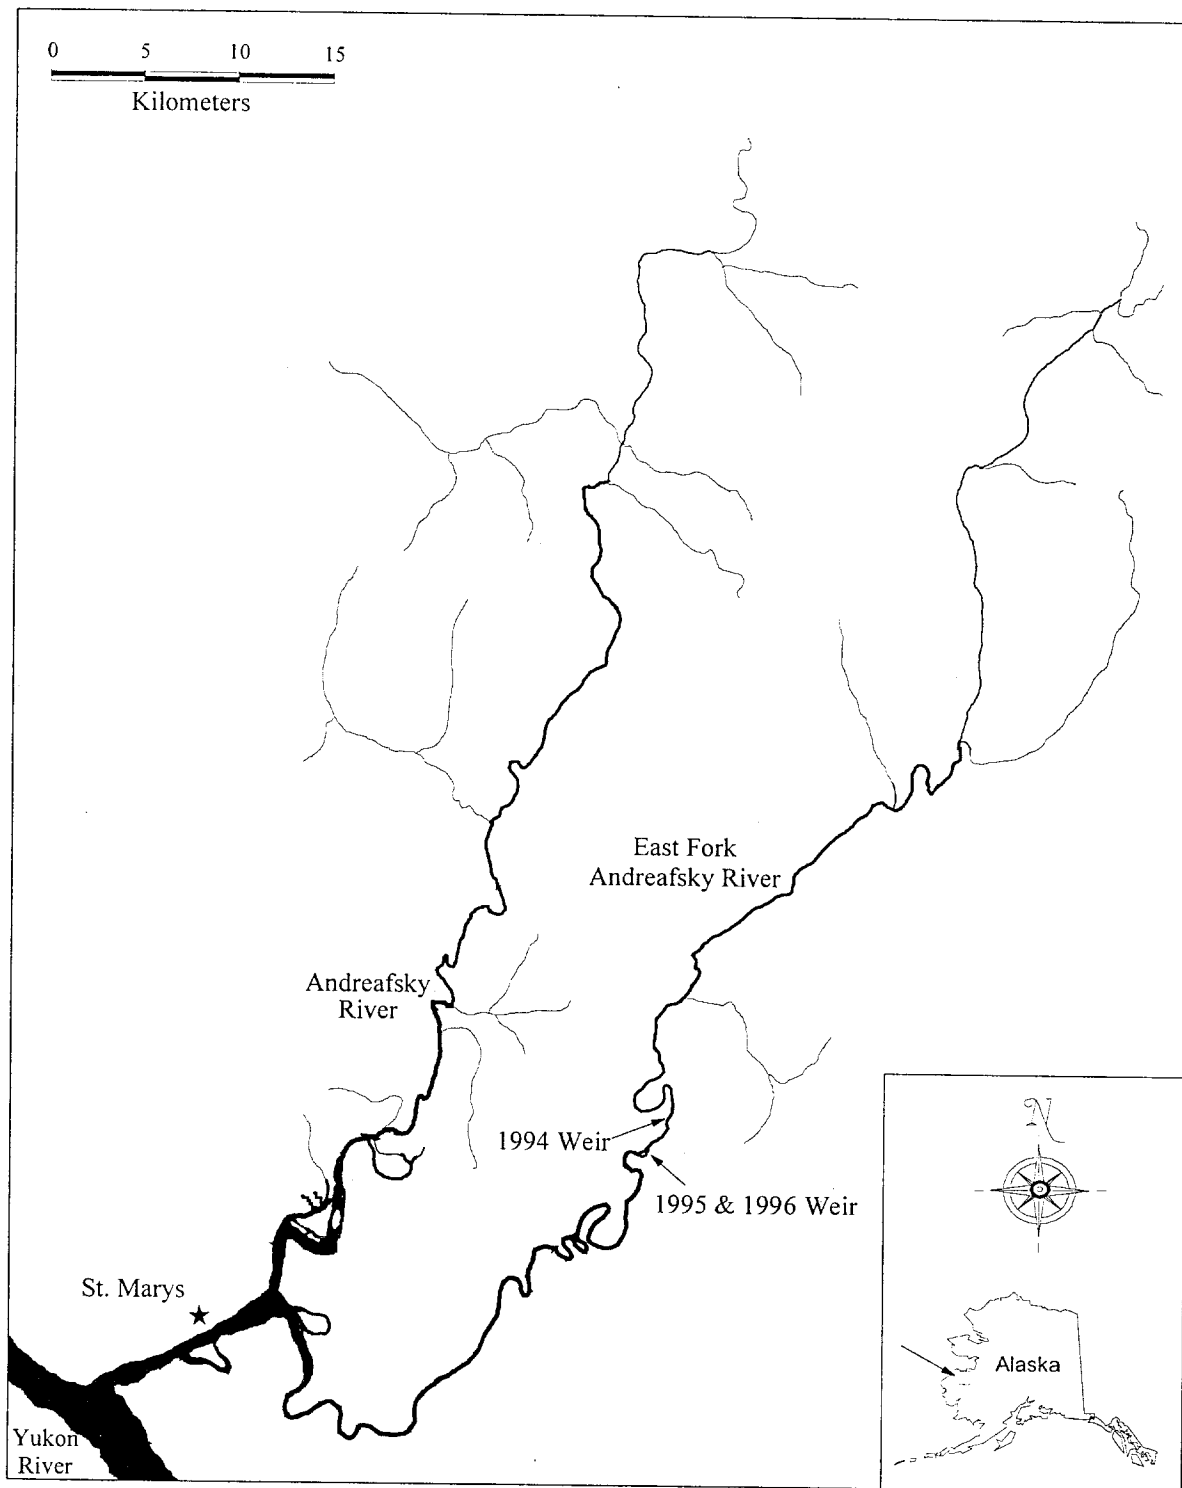 0 5 10 15
Kilometers
East Fork
Andreafsky River
Andreafsky
River
1994 Weir
1995 & 1996 Weir
St. Marys
Yukon
River
N
Alaska